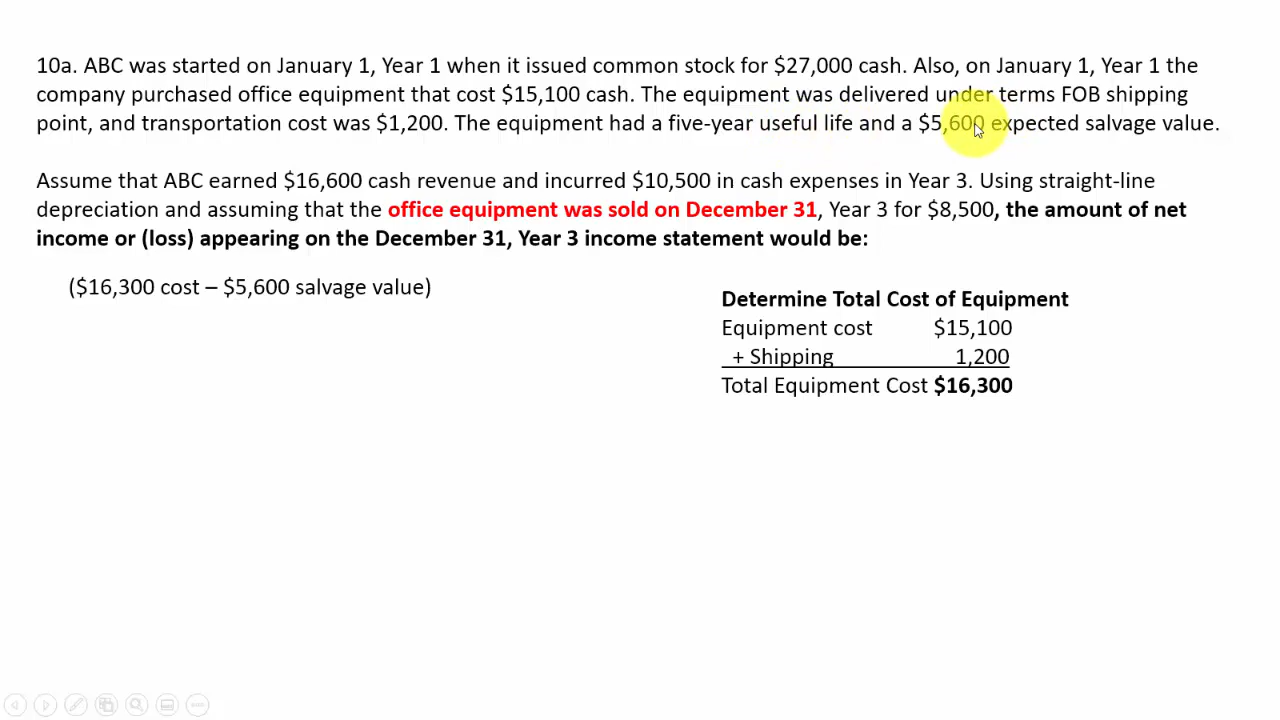 10a. ABC was started on January 1, Year 1 when it issued common stock for $27,000 cash. Also, on January 1, Year 1 the
company purchased office equipment that cost $15,100 cash. The equipment was delivered under terms FOB shipping
point, and transportation cost was $1,200. The equipment had a five-year useful life and a $5,600 expected salvage value.
Assume that ABC earned $16,600 cash revenue and incurred $10,500 in cash expenses in Year 3. Using straight-line
depreciation and assuming that the office equipment was sold on December 31, Year 3 for $8,500, the amount of net
income or (loss) appearing on the December 31, Year 3 income statement would be:
($16,300 cost – $5,600 salvage value)
Determine Total Cost of Equipment
Equipment cost $15,100
+ Shipping 1,200
Total Equipment Cost $16,300